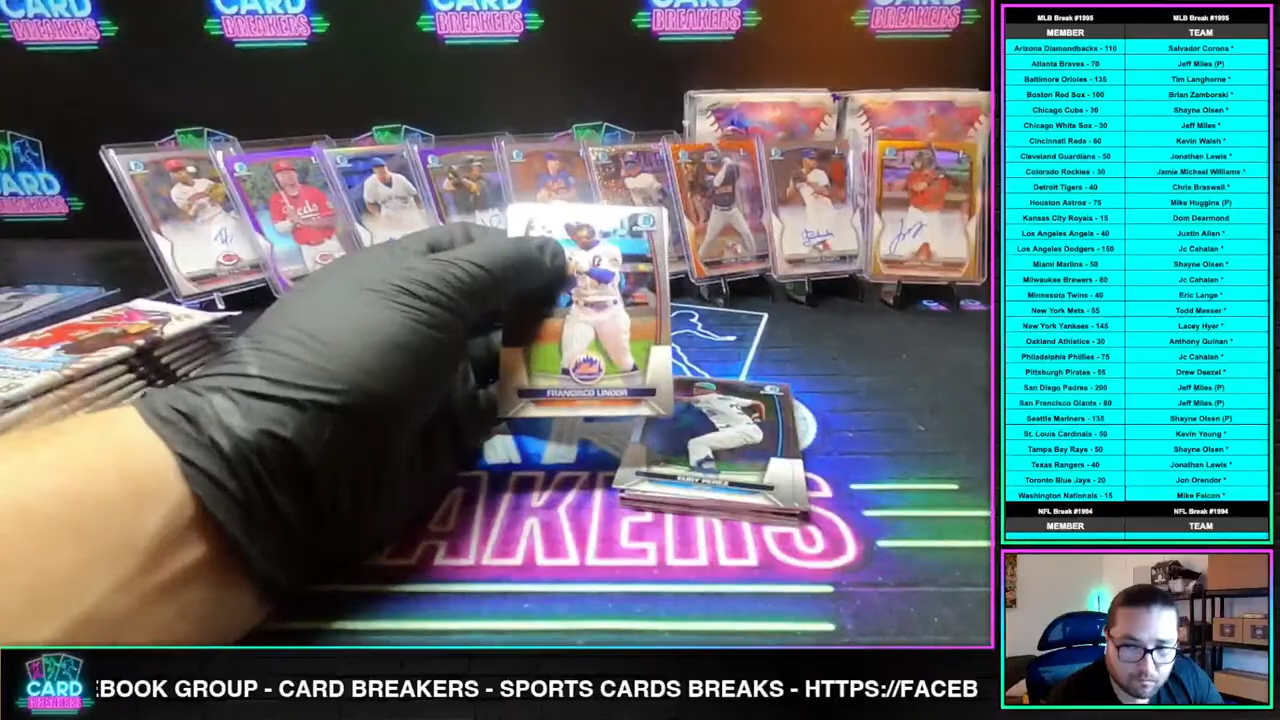 CARD
BREAKERS
CARD
BREAKERS
CARD
BREAKERS
CARD
BREAKERS
CARD
BREAKERS
FRANCISCO LINDOR
EURY PEREZ
AKERS
MLB Break #1995 MLB Break #1995
MEMBER TEAM
Arizona Diamondbacks - 110 Salvador Corona *
Atlanta Braves - 70 Jeff Miles (P)
Baltimore Orioles - 135 Tim Langhorne *
Boston Red Sox - 100 Brian Zamborski *
Chicago Cubs - 30 Shayne Olsen *
Chicago White Sox - 30 Jeff Miles *
Cincinnati Reds - 60 Kevin Walsh *
Cleveland Guardians - 50 Jonathan Lewis *
Colorado Rockies - 30 Jamie Michael Williams *
Detroit Tigers - 40 Chris Braswell *
Houston Astros - 75 Mike Huggins (P)
Kansas City Royals - 15 Dom Dearmond
Los Angeles Angels - 40 Justin Allen *
Los Angeles Dodgers - 150 Jc Cahalan *
Miami Marlins - 50 Shayne Olsen *
Milwaukee Brewers - 80 Jc Cahalan *
Minnesota Twins - 40 Eric Lange *
New York Mets - 55 Todd Messer *
New York Yankees - 145 Lacey Hyer *
Oakland Athletics - 30 Anthony Guinan *
Philadelphia Phillies - 75 Jc Cahalan *
Pittsburgh Pirates - 55 Drew Deezal *
San Diego Padres - 200 Jeff Miles (P)
San Francisco Giants - 80 Jeff Miles (P)
Seattle Mariners - 135 Shayne Olsen (P)
St. Louis Cardinals - 50 Kevin Young *
Tampa Bay Rays - 50 Shayne Olsen *
Texas Rangers - 40 Jonathan Lewis *
Toronto Blue Jays - 20 Jon Orendor *
Washington Nationals - 15 Mike Falcon *
NFL Break #1994 NFL Break #1994
MEMBER TEAM
CARD
BREAKERS
EBOOK GROUP - CARD BREAKERS - SPORTS CARDS BREAKS - HTTPS://FACEB